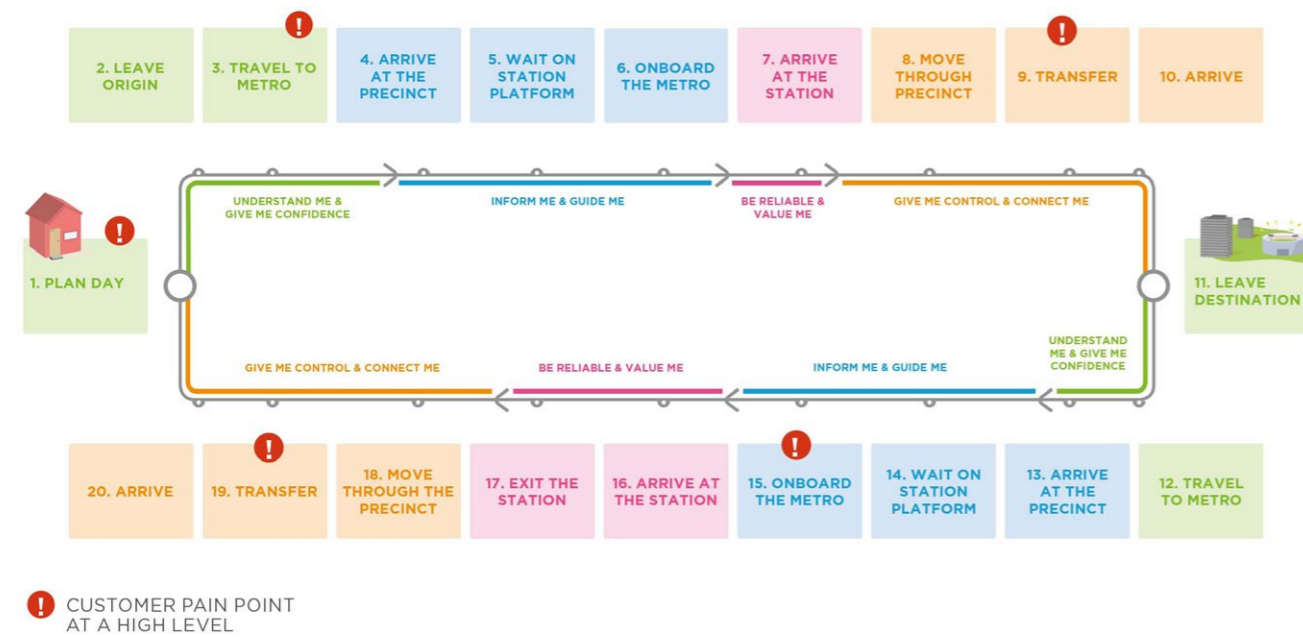 !
2. LEAVE
ORIGIN
3. TRAVEL TO
METRO
4. ARRIVE
AT THE
PRECINCT
5. WAIT ON
STATION
PLATFORM
6. ONBOARD
THE METRO
7. ARRIVE
AT THE
STATION
8. MOVE
THROUGH
PRECINCT
!
9. TRANSFER
10. ARRIVE
UNDERSTAND ME &
GIVE ME CONFIDENCE
INFORM ME & GUIDE ME
BE RELIABLE &
VALUE ME
GIVE ME CONTROL & CONNECT ME
!
1. PLAN DAY
11. LEAVE
DESTINATION
GIVE ME CONTROL & CONNECT ME
BE RELIABLE & VALUE ME
INFORM ME & GUIDE ME
UNDERSTAND
ME & GIVE ME
CONFIDENCE
20. ARRIVE
!
19. TRANSFER
18. MOVE
THROUGH THE
PRECINCT
17. EXIT THE
STATION
16. ARRIVE AT
THE STATION
!
15. ONBOARD
THE METRO
14. WAIT ON
STATION
PLATFORM
13. ARRIVE
AT THE
PRECINCT
12. TRAVEL
TO METRO
!
CUSTOMER PAIN POINT
AT A HIGH LEVEL